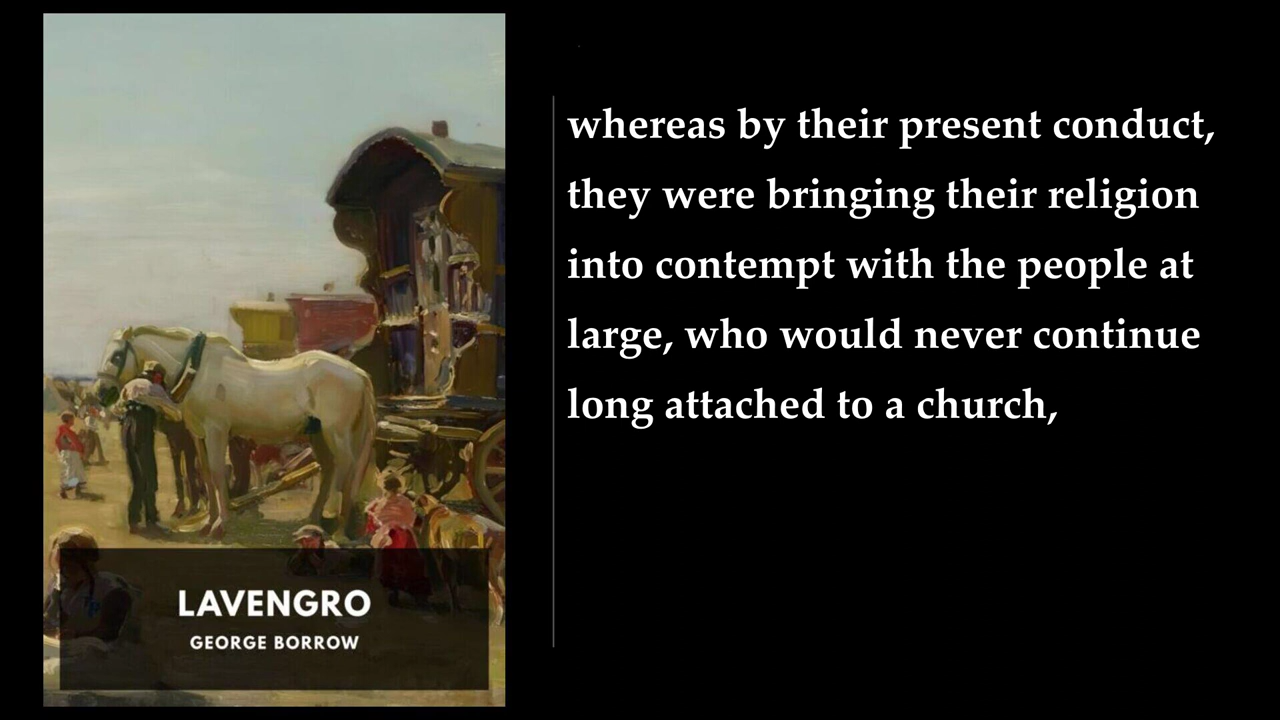 LAVENGRO
GEORGE BORROW
whereas by their present conduct,
they were bringing their religion
into contempt with the people at
large, who would never continue
long attached to a church,